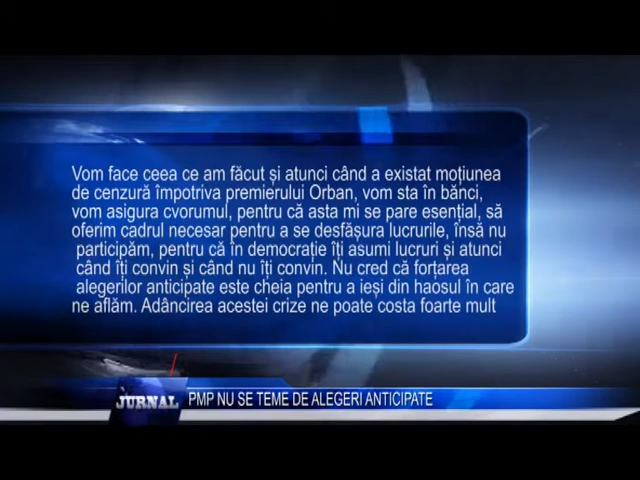 Vom face ceea ce am făcut și atunci când a existat moțiunea
de cenzură împotriva premierului Orban, vom sta în bănci,
vom asigura cvorumul, pentru că asta mi se pare esențial, să
oferim cadrul necesar pentru a se desfășura lucrurile, însă nu
participăm, pentru că în democrație îți asumi lucruri și atunci
când îți convin și când nu îți convin. Nu cred că forțarea
alegerilor anticipate este cheia pentru a ieși din haosul în care
ne aflăm. Adâncirea acestei crize ne poate costa foarte mult
JURNAL
PMP NU SE TEME DE ALEGERI ANTICIPATE